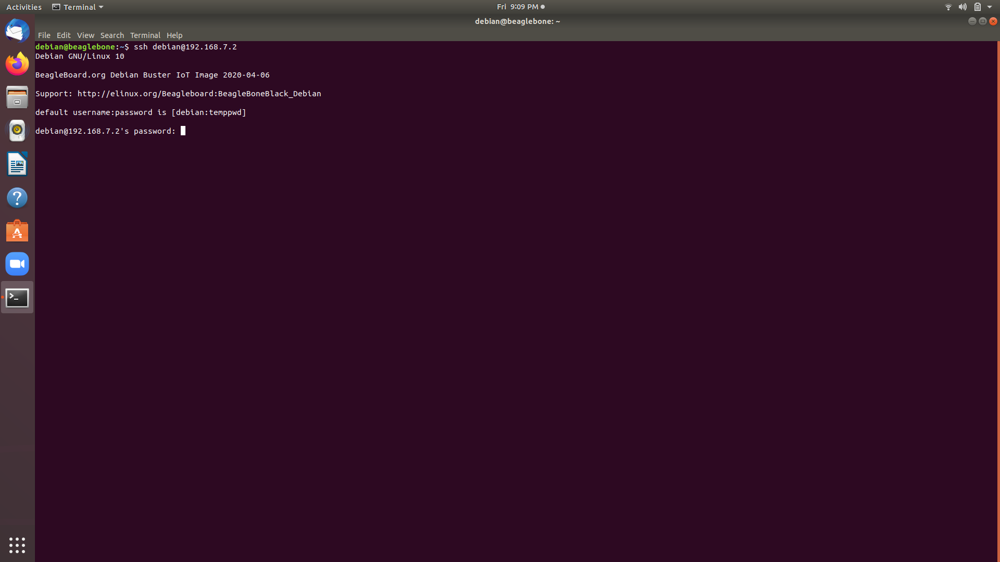 Activities Terminal Fri 9:09 PM
debian@beaglebone: ~
File Edit View Search Terminal Help
debian@beaglebone:~$ ssh debian@192.168.7.2
Debian GNU/Linux 10
BeagleBoard.org Debian Buster IoT Image 2020-04-06
Support: http://elinux.org/Beagleboard:BeagleBoneBlack_Debian
default username:password is [debian:temppwd]
debian@192.168.7.2's password: